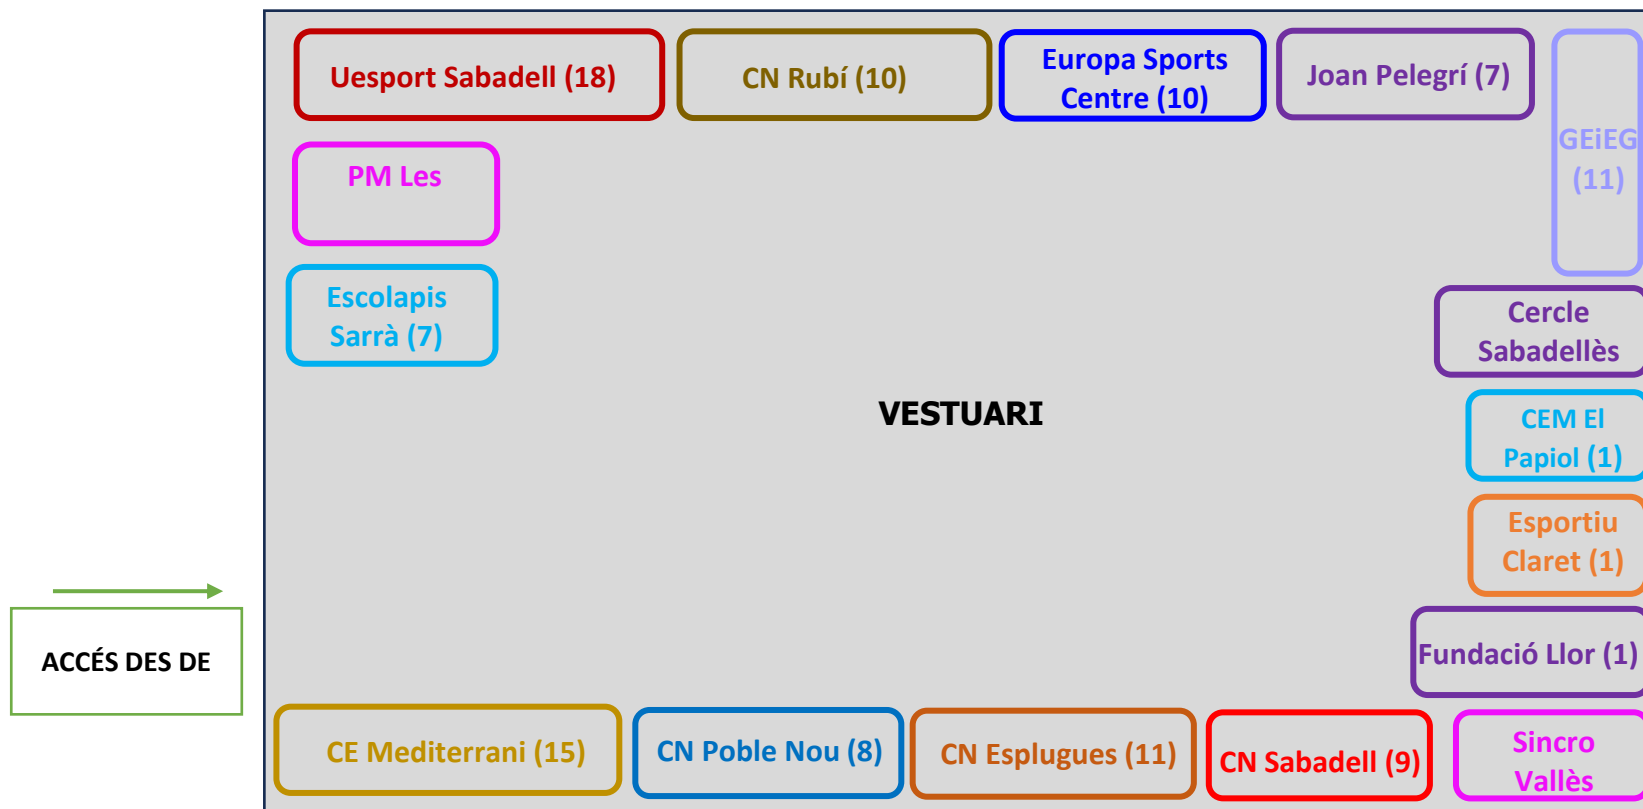 Uesport Sabadell (18)
CN Rubí (10)
Europa Sports
Centre (10)
Joan Pelegrí (7)
GEiEG
(11)
PM Les
Escolapis
Sarrà (7)
Cercle
Sabadellès
VESTUARI
CEM El
Papiol (1)
Esportiu
Claret (1)
ACCÉS DES DE
Fundació Llor (1)
CE Mediterrani (15)
CN Poble Nou (8)
CN Esplugues (11)
CN Sabadell (9)
Sincro
Vallès